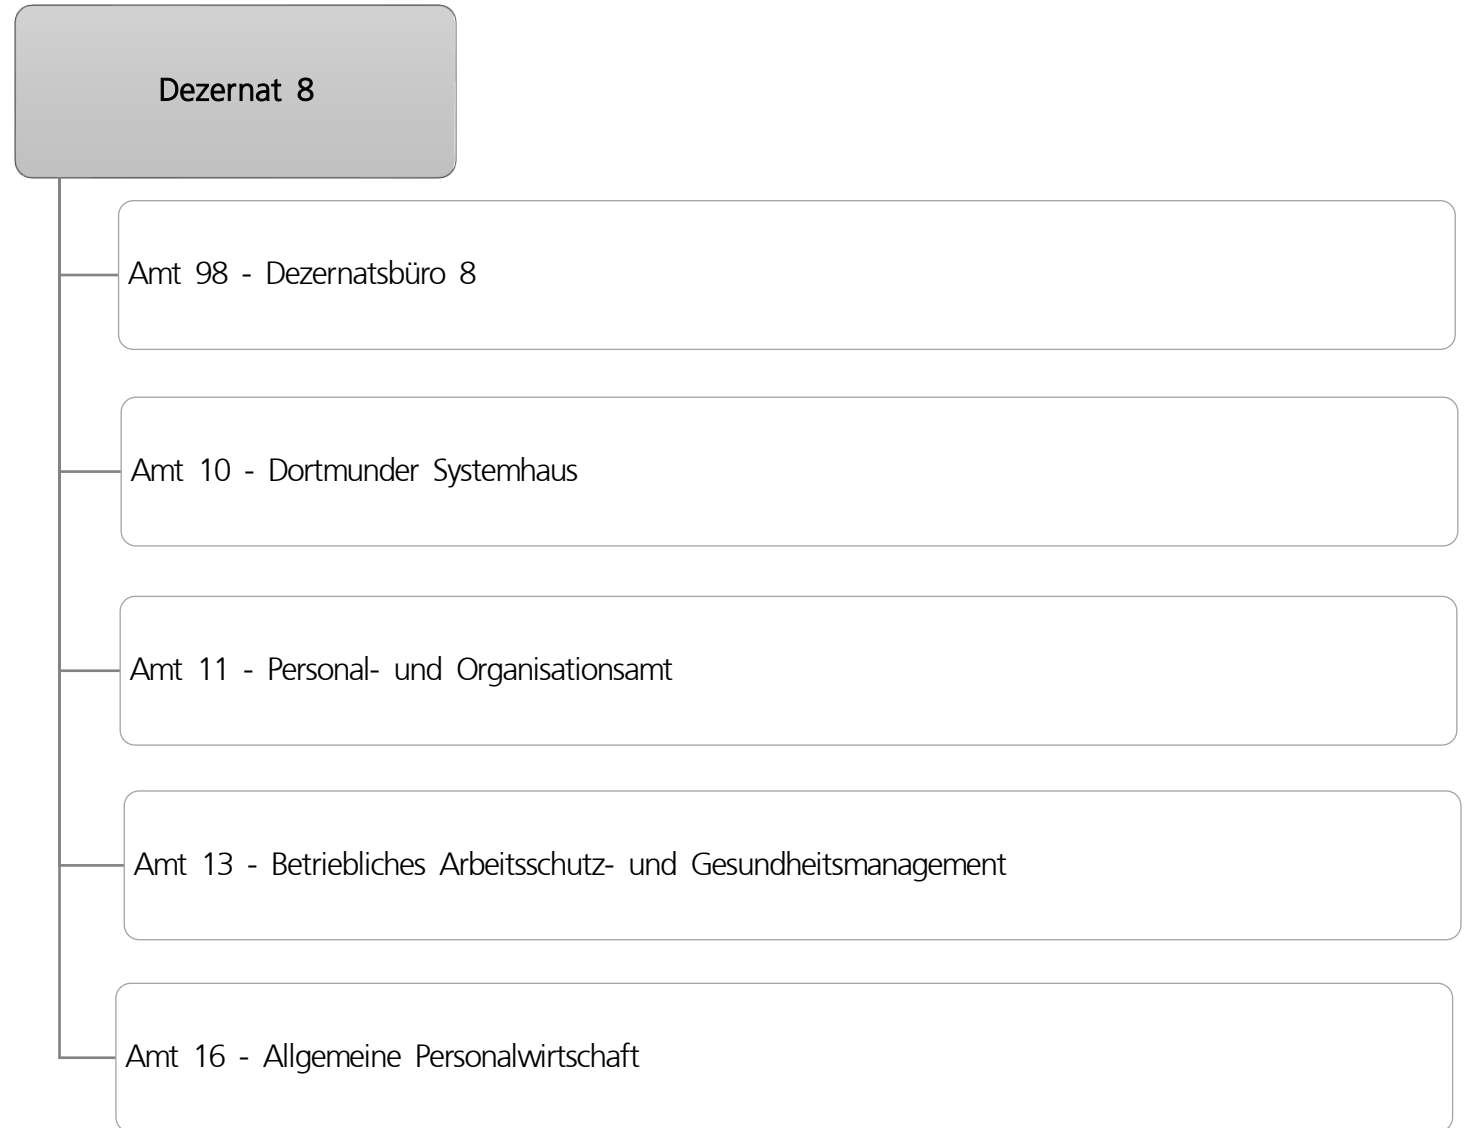 Dezernat 8
Amt 98 - Dezernatsbüro 8
Amt 10 - Dortmunder Systemhaus
Amt 11 - Personal- und Organisationsamt
Amt 13 - Betriebliches Arbeitsschutz- und Gesundheitsmanagement
Amt 16 - Allgemeine Personalwirtschaft